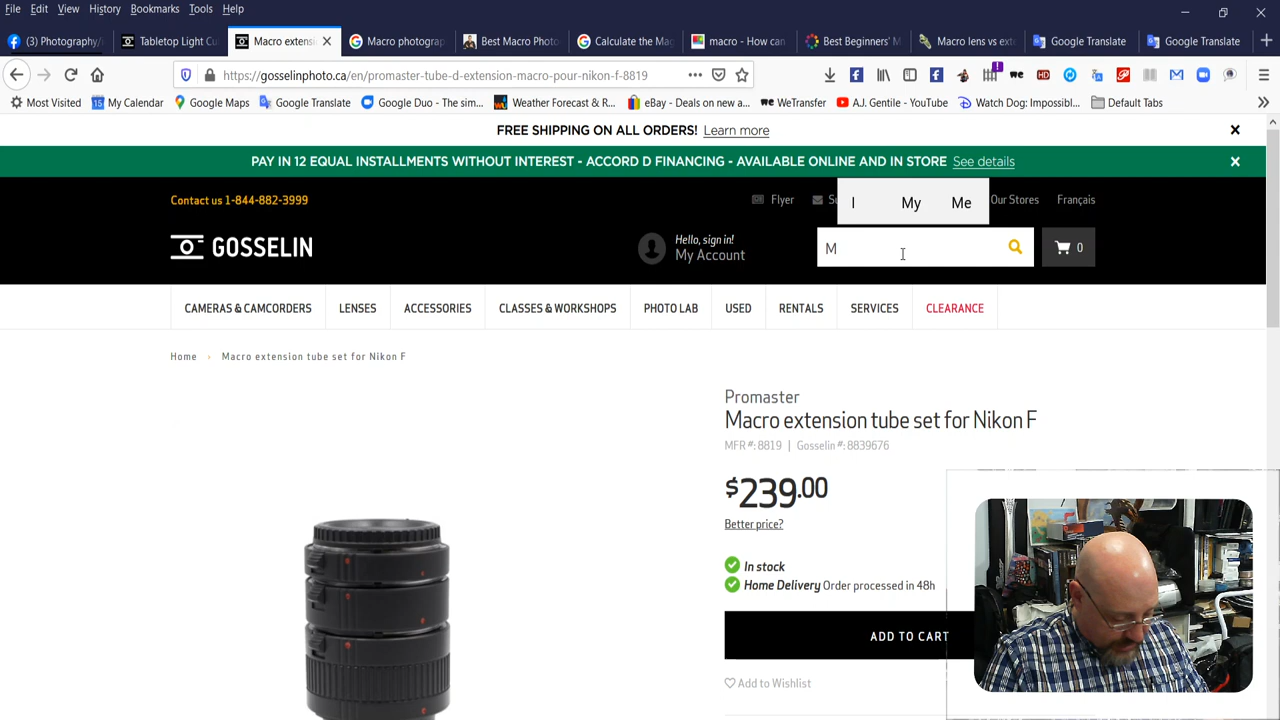 File Edit View History Bookmarks Tools Help
(3) Photography/ Tabletop Light Cu Macro extensi Macro photograp Best Macro Photo Calculate the Ma macro - How can Best Beginners' M Macro lens vs ext Google Translate Google Translate
https://gosselinphoto.ca/en/promaster-tube-d-extension-macro-pour-nikon-f-8819
Most Visited My Calendar Google Maps Google Translate Google Duo - The sim... Weather Forecast & R... eBay - Deals on new a... WeTransfer A.J. Gentile - YouTube Watch Dog: Impossibl... Default Tabs
FREE SHIPPING ON ALL ORDERS! Learn more
PAY IN 12 EQUAL INSTALLMENTS WITHOUT INTEREST - ACCORD D FINANCING - AVAILABLE ONLINE AND IN STORE See details
Contact us 1-844-882-3999 Flyer Su Our Stores Français
I My Me
GOSSELIN Hello, sign in! My Account M 0
CAMERAS & CAMCORDERS LENSES ACCESSORIES CLASSES & WORKSHOPS PHOTO LAB USED RENTALS SERVICES CLEARANCE
Home › Macro extension tube set for Nikon F
Promaster
Macro extension tube set for Nikon F
MFR #: 8819 | Gosselin #: 8839676
$239.00
Better price?
In stock
Home Delivery Order processed in 48h
ADD TO CART
Add to Wishlist